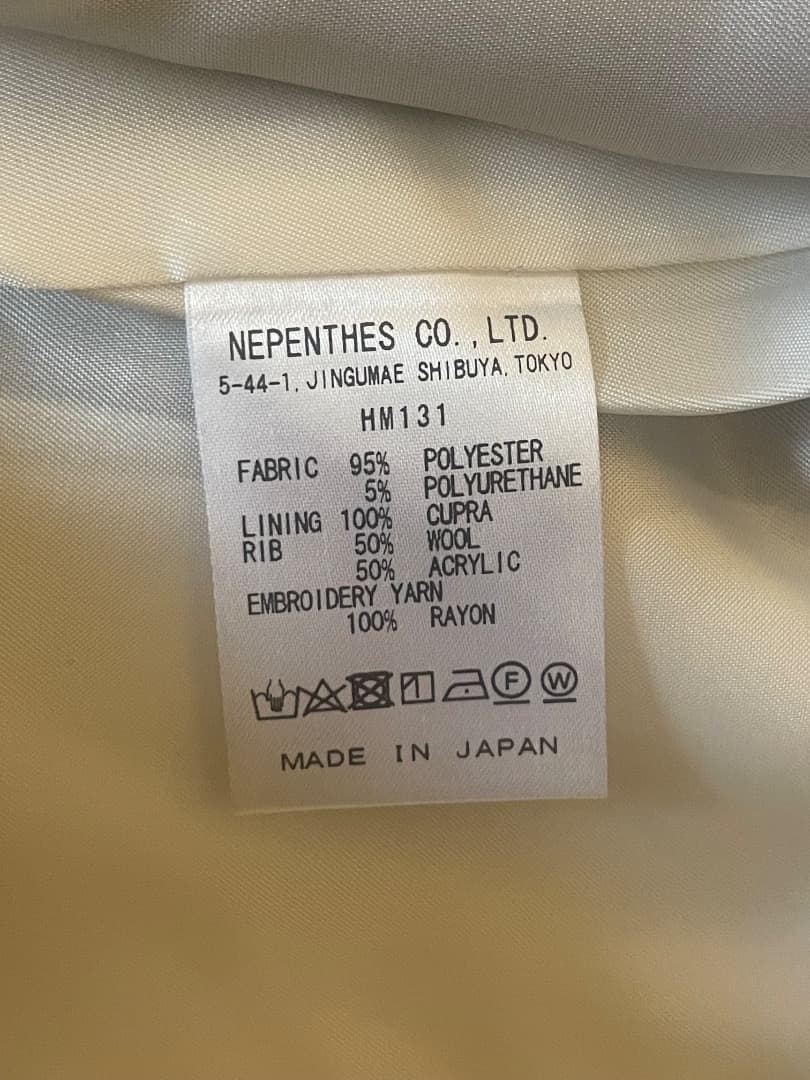 NEPENTHES CO., LTD.
5-44-1, JINGUMAE SHIBUYA, TOKYO
HM131
FABRIC 95% POLYESTER
5% POLYURETHANE
LINING 100% CUPRA
RIB 50% WOOL
50% ACRYLIC
EMBROIDERY YARN
100% RAYON
F W
MADE IN JAPAN